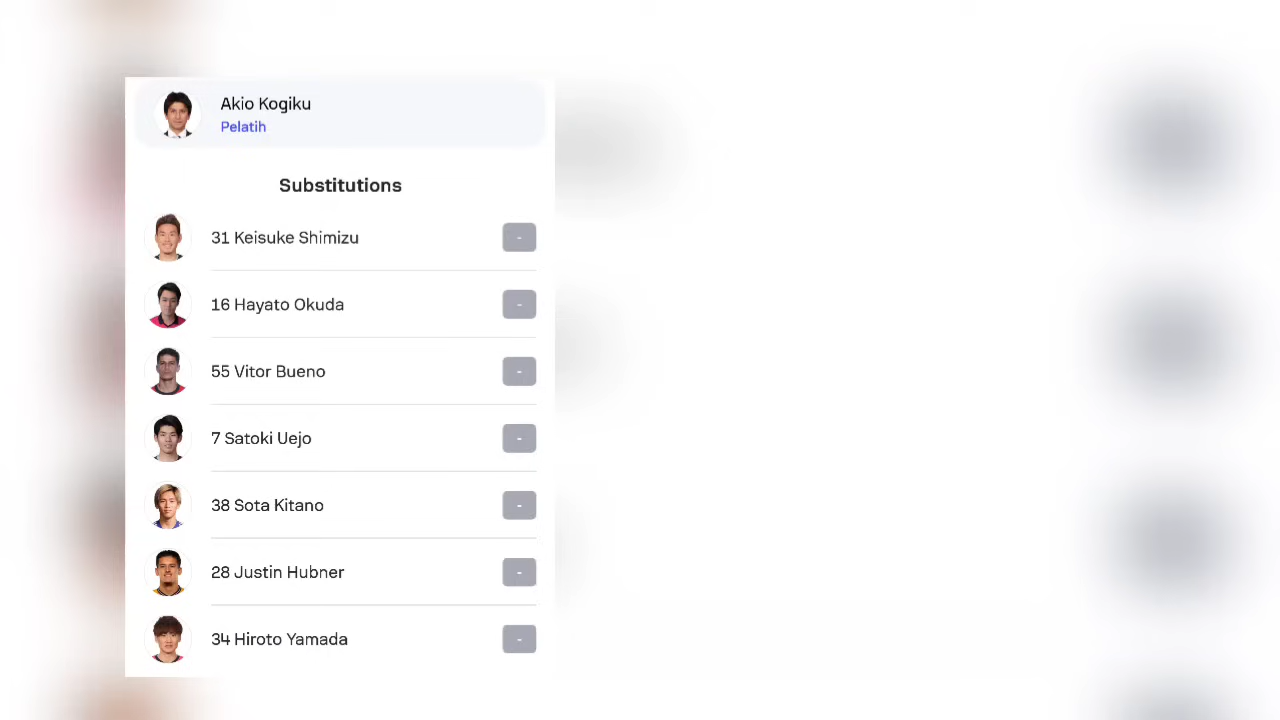 Akio Kogiku
Pelatih
Substitutions
31 Keisuke Shimizu -
16 Hayato Okuda -
55 Vitor Bueno -
7 Satoki Uejo -
38 Sota Kitano -
28 Justin Hubner -
34 Hiroto Yamada -